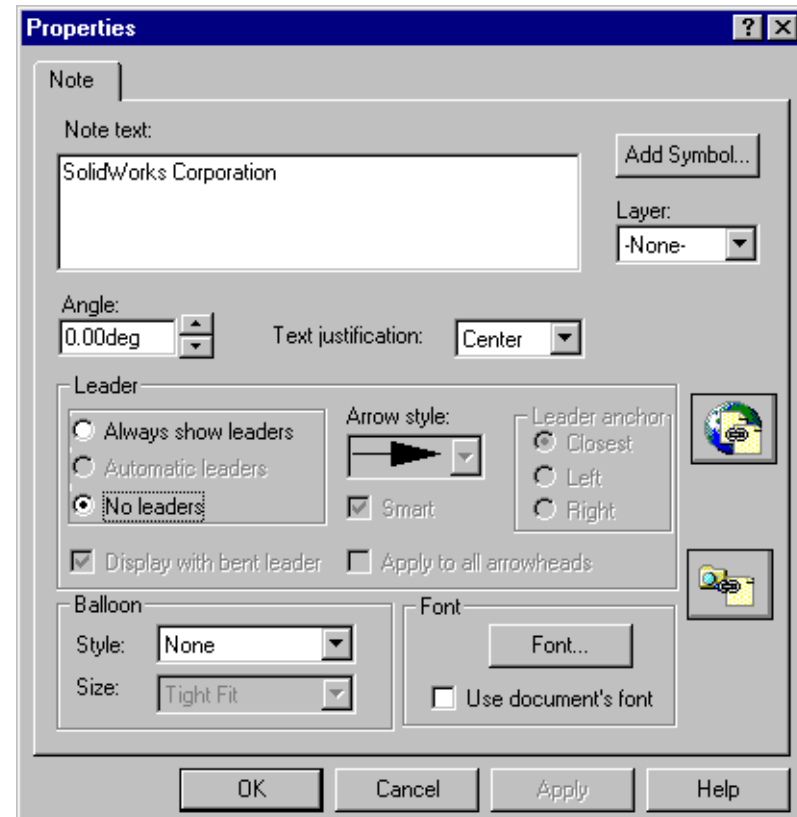 Properties
Note
Note text:
SolidWorks Corporation
Add Symbol...
Layer:
-None-
Angle:
0.00deg
Text justification:
Center
Leader
Always show leaders
Automatic leaders
No leaders
Arrow style:
Smart
Leader anchor
Closest
Left
Right
Display with bent leader
Apply to all arrowheads
Balloon
Style:
None
Size:
Tight Fit
Font
Font...
Use document's font
OK
Cancel
Apply
Help